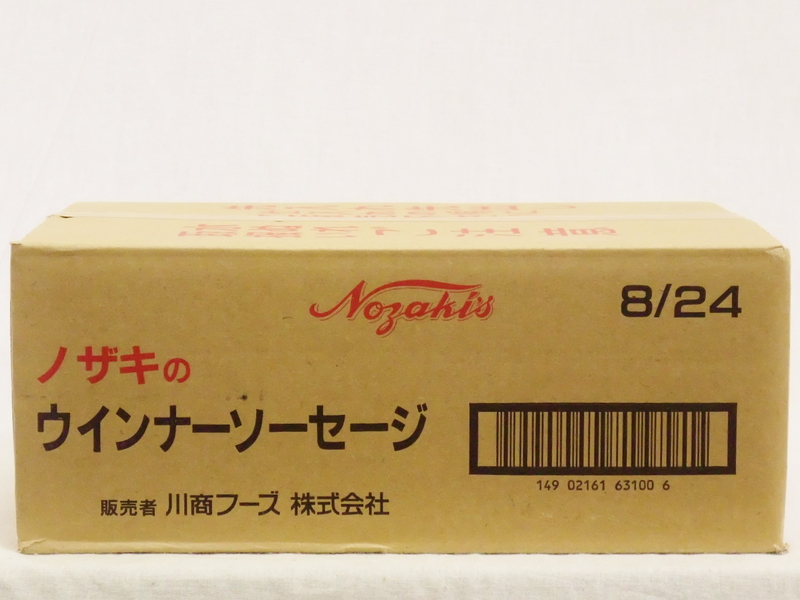 Nozaki's
8/24
ノザキの
ウインナーソーセージ
149 02161 63100 6
販売者 川商フーズ 株式会社